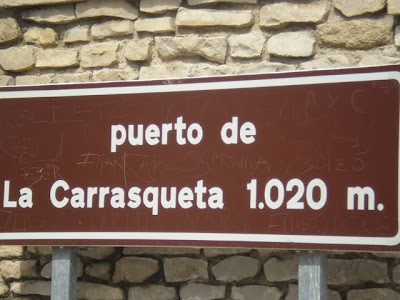 puerto de
La Carrasqueta 1.020 m.